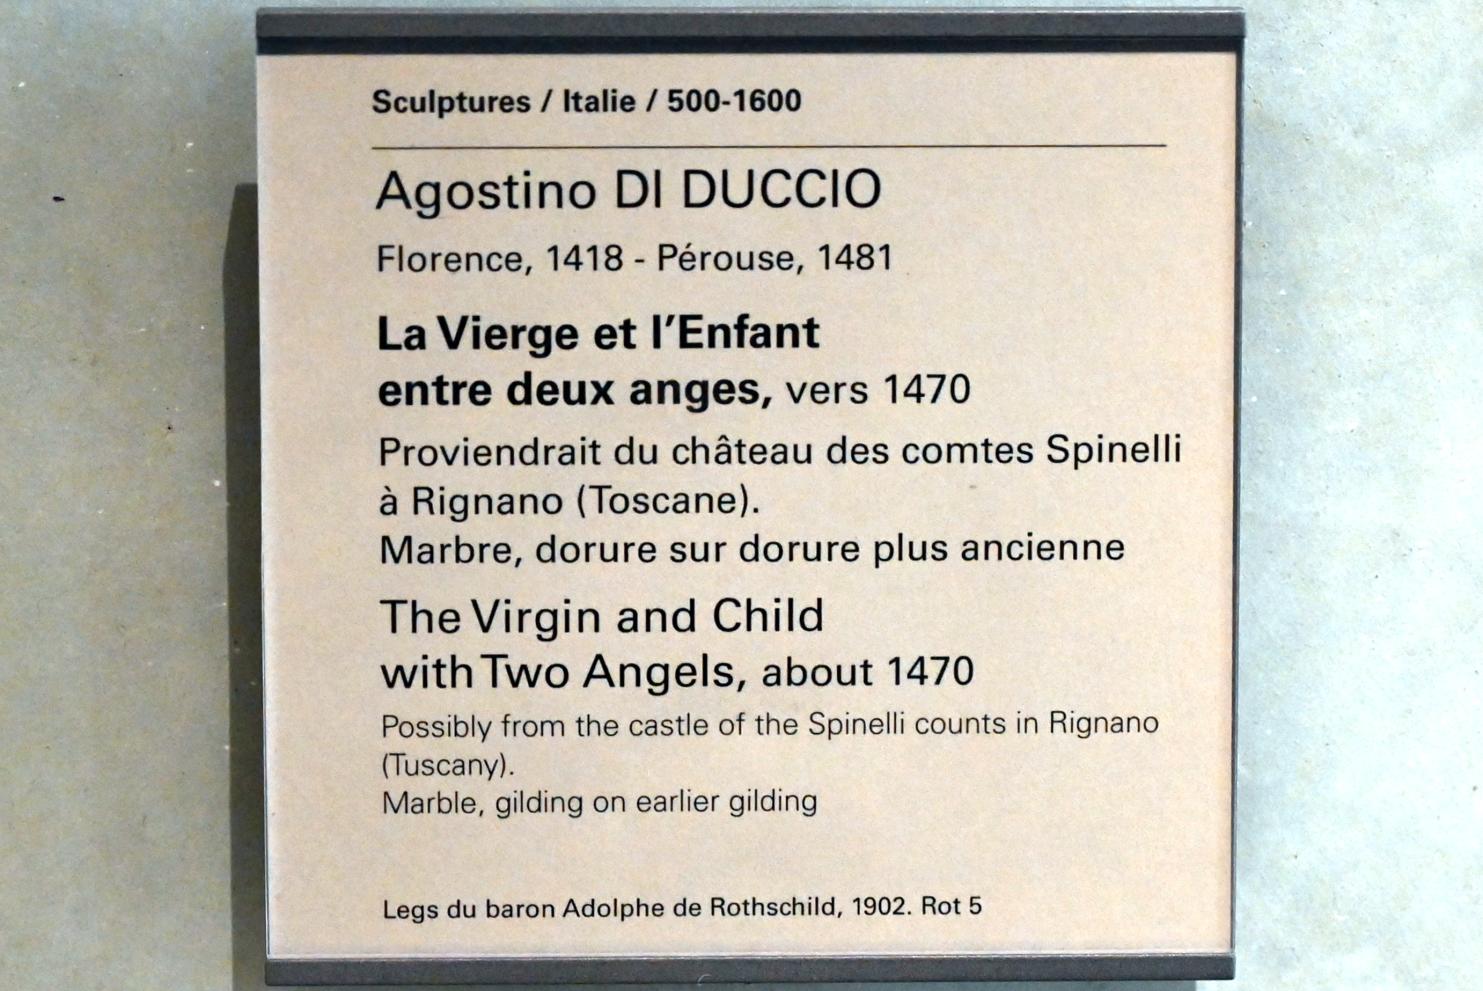 Sculptures / Italie / 500-1600
Agostino DI DUCCIO
Florence, 1418 - Pérouse, 1481
La Vierge et l'Enfant
entre deux anges, vers 1470
Proviendrait du château des comtes Spinelli
à Rignano (Toscane).
Marbre, dorure sur dorure plus ancienne
The Virgin and Child
with Two Angels, about 1470
Possibly from the castle of the Spinelli counts in Rignano
(Tuscany).
Marble, gilding on earlier gilding
Legs du baron Adolphe de Rothschild, 1902. Rot 5